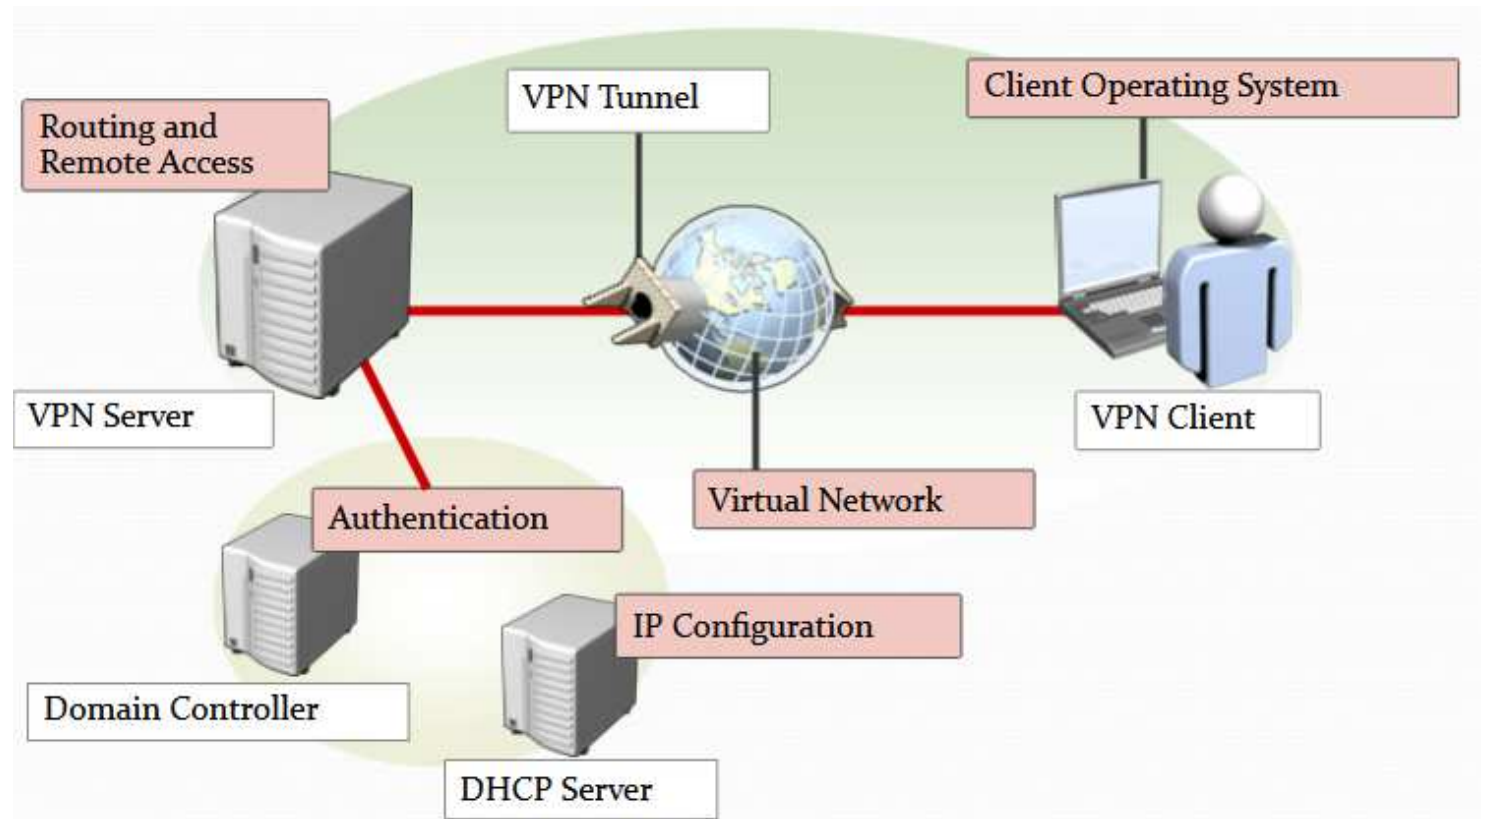 VPN Tunnel
Client Operating System
Routing and
Remote Access
VPN Server
VPN Client
Virtual Network
Authentication
IP Configuration
Domain Controller
DHCP Server